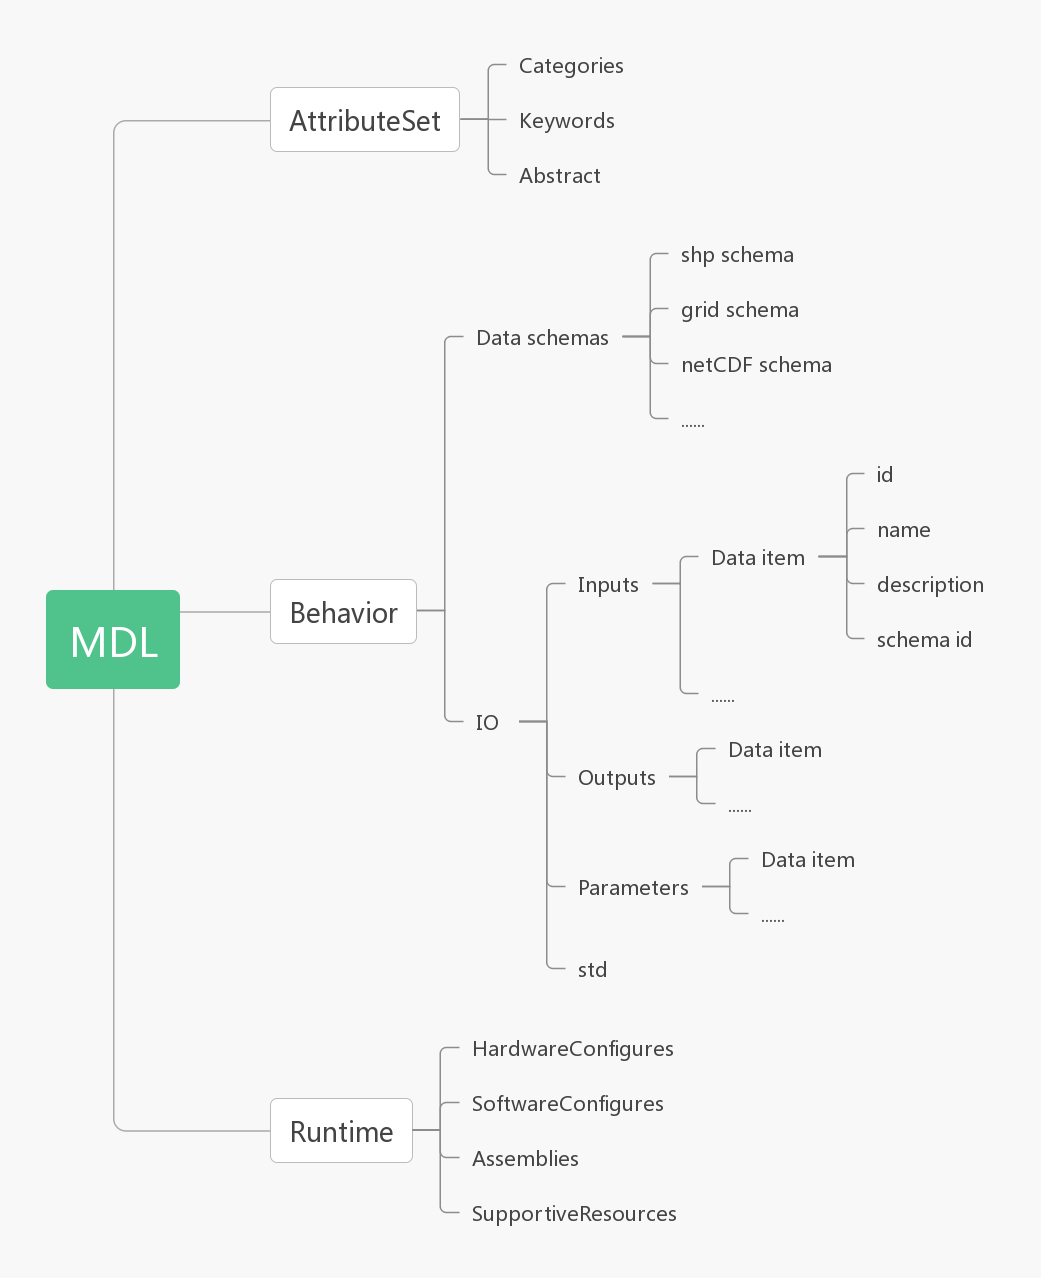 MDL
AttributeSet
Categories
Keywords
Abstract
Behavior
Data schemas
shp schema
grid schema
netCDF schema
......
IO
Inputs
Data item
id
name
description
schema id
......
Outputs
Data item
......
Parameters
Data item
......
std
Runtime
HardwareConfigures
SoftwareConfigures
Assemblies
SupportiveResources